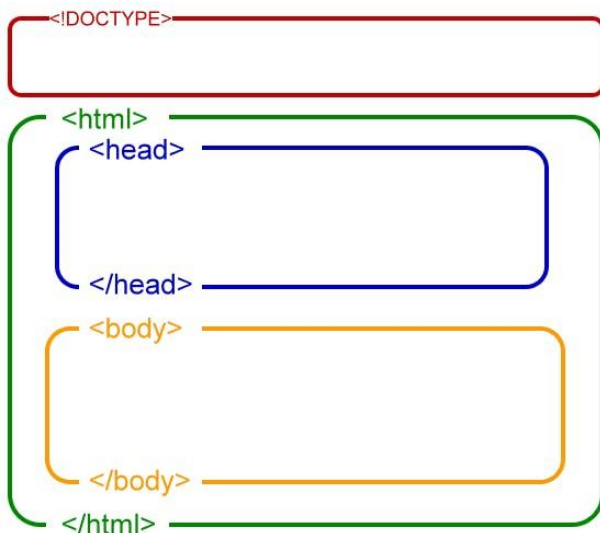 <!DOCTYPE>
<html>
<head>
</head>
<body>
</body>
</html>